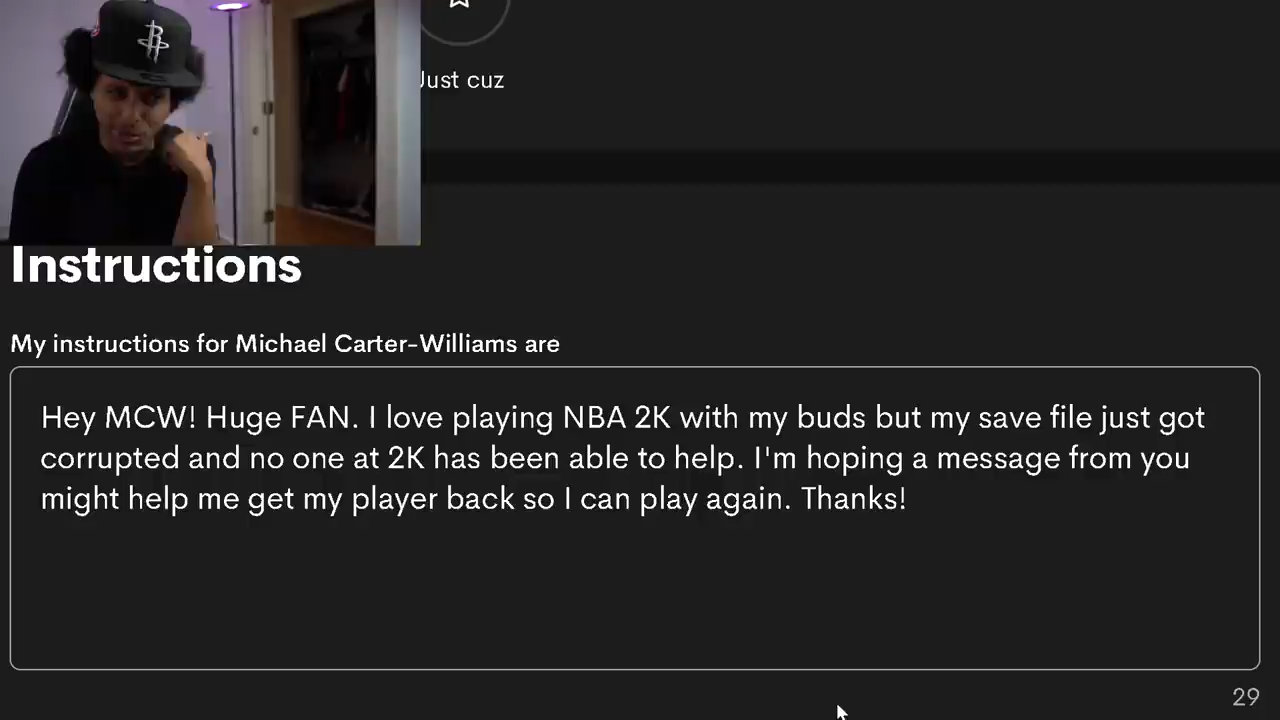 Just cuz
Instructions
My instructions for Michael Carter-Williams are
Hey MCW! Huge FAN. I love playing NBA 2K with my buds but my save file just got
corrupted and no one at 2K has been able to help. I'm hoping a message from you
might help me get my player back so I can play again. Thanks!
29